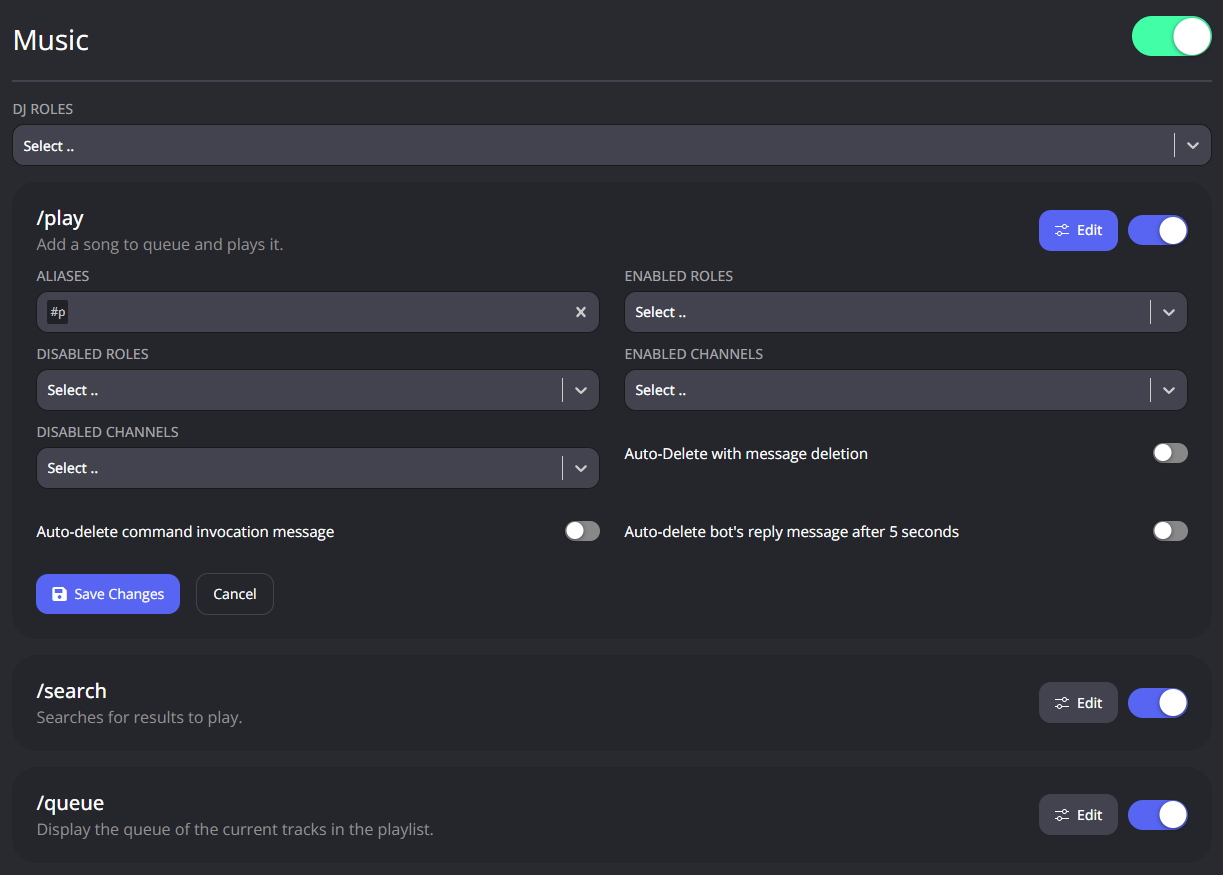 Music
DJ ROLES
Select ..
/play
Add a song to queue and plays it.
Edit
ALIASES
ENABLED ROLES
#p
Select ..
DISABLED ROLES
ENABLED CHANNELS
Select ..
Select ..
DISABLED CHANNELS
Select ..
Auto-Delete with message deletion
Auto-delete command invocation message
Auto-delete bot's reply message after 5 seconds
Save Changes
Cancel
/search
Searches for results to play.
Edit
/queue
Display the queue of the current tracks in the playlist.
Edit